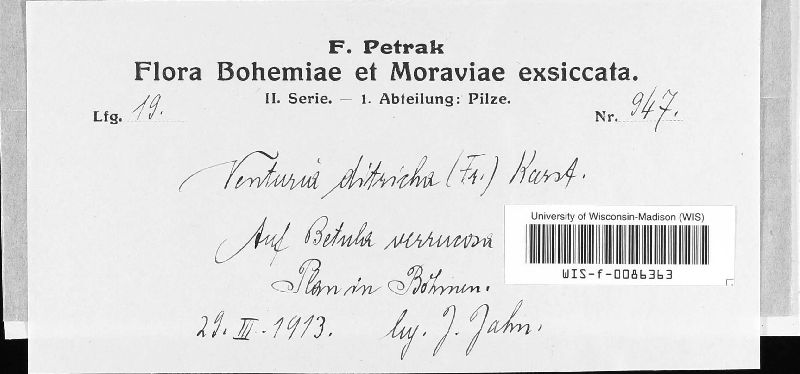 F. Petrak
Flora Bohemiae et Moraviae exsiccata.
II. Serie. – 1. Abteilung: Pilze.
Lfg. 19.
Nr. 947.
Venturia ditricha (Fr.) Karst.
Auf Betula verrucosa
Plan in Böhmen.
29. III. 1913. leg. J. Jahn.
University of Wisconsin-Madison (WIS)
WIS-f-0086363